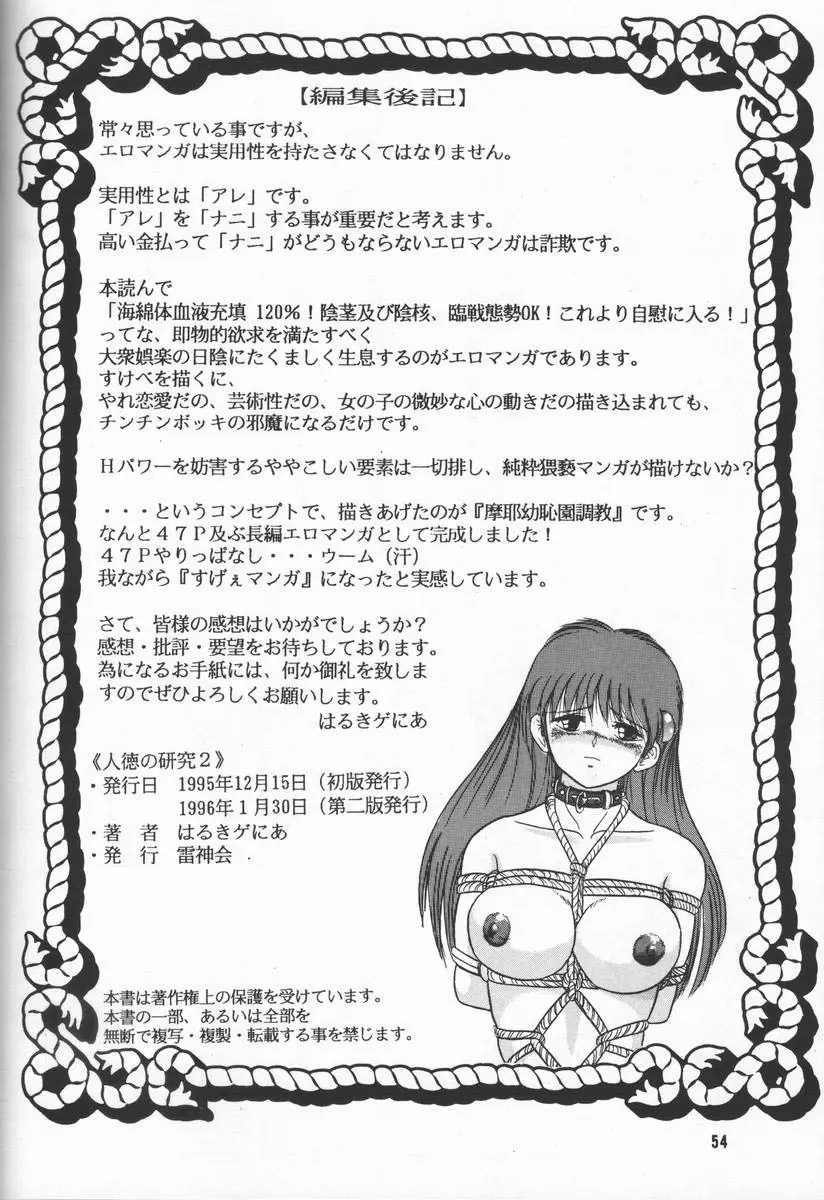 【編集後記】
常々思っている事ですが、
エロマンガは実用性を持たさなくてはなりません。
実用性とは「アレ」です。
「アレ」を「ナニ」する事が重要だと考えます。
高い金払って「ナニ」がどうもならないエロマンガは詐欺です。
本読んで
「海綿体血液充填 120%！陰茎及び陰核、臨戦態勢OK！これより自慰に入る！」
ってな、即物的欲求を満たすべく
大衆娯楽の日陰にたくましく生息するのがエロマンガであります。
すけべを描くに、
やれ恋愛だの、芸術性だの、女の子の微妙な心の動きだの描き込まれても、
チンチンボッキの邪魔になるだけです。
Ｈパワーを妨害するややこしい要素は一切排し、純粋猥褻マンガが描けないか？
・・・というコンセプトで、描きあげたのが『摩耶幼恥園調教』です。
なんと４７Ｐ及ぶ長編エロマンガとして完成しました！
４７Ｐやりっぱなし・・・ウーム（汗）
我ながら『すげぇマンガ』になったと実感しています。
さて、皆様の感想はいかがでしょうか？
感想・批評・要望をお待ちしております。
為になるお手紙には、何か御礼を致しま
すのでぜひよろしくお願いします。
はるきゲにあ
《人徳の研究２》
・発行日　1995年12月15日（初版発行）
1996年１月30日（第二版発行）
・著　者　はるきゲにあ
・発　行　雷神会
本書は著作権上の保護を受けています。
本書の一部、あるいは全部を
無断で複写・複製・転載する事を禁じます。
54